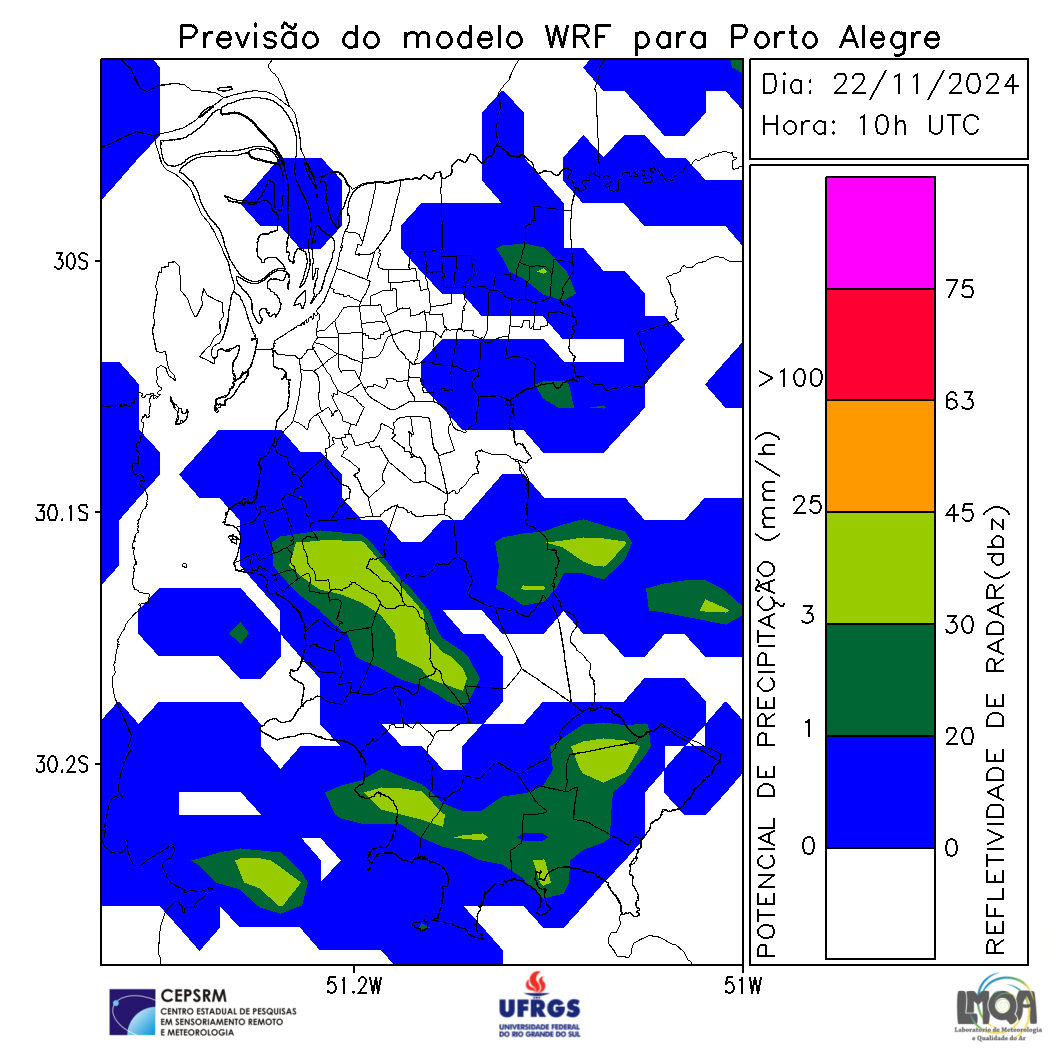 Previsão do modelo WRF para Porto Alegre
Dia: 22/11/2024
Hora: 10h UTC
30S
30.1S
30.2S
51.2W
51W
POTENCIAL DE PRECIPITAÇÃO (mm/h)
>100
25
3
1
0
75
63
45
30
20
0
REFLETIVIDADE DE RADAR(dbz)
CEPSRM
CENTRO ESTADUAL DE PESQUISAS
EM SENSORIAMENTO REMOTO
E METEOROLOGIA
UFRGS
UNIVERSIDADE FEDERAL
DO RIO GRANDE DO SUL
LMQA
Laboratório de Meteorologia
e Qualidade do Ar